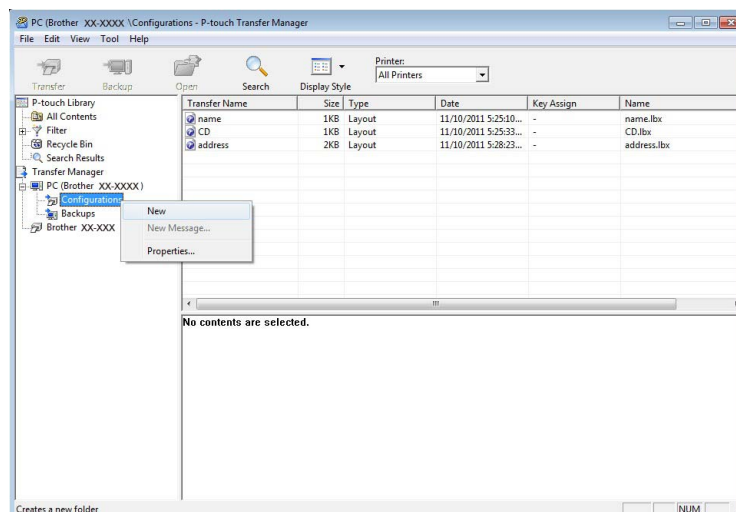 PC (Brother XX-XXXX \Configurations - P-touch Transfer Manager
File Edit View Tool Help
Transfer Backup Open Search Display Style Printer: All Printers
P-touch Library
All Contents
Filter
Recycle Bin
Search Results
Transfer Manager
PC (Brother XX-XXXX)
Configurations
Backups
Brother XX-XXX
New
New Message...
Properties...
Transfer Name Size Type Date Key Assign Name
name 1KB Layout 11/10/2011 5:25:10... - name.lbx
CD 1KB Layout 11/10/2011 5:25:33... - CD.lbx
address 2KB Layout 11/10/2011 5:28:23... - address.lbx
No contents are selected.
Creates a new folder NUM